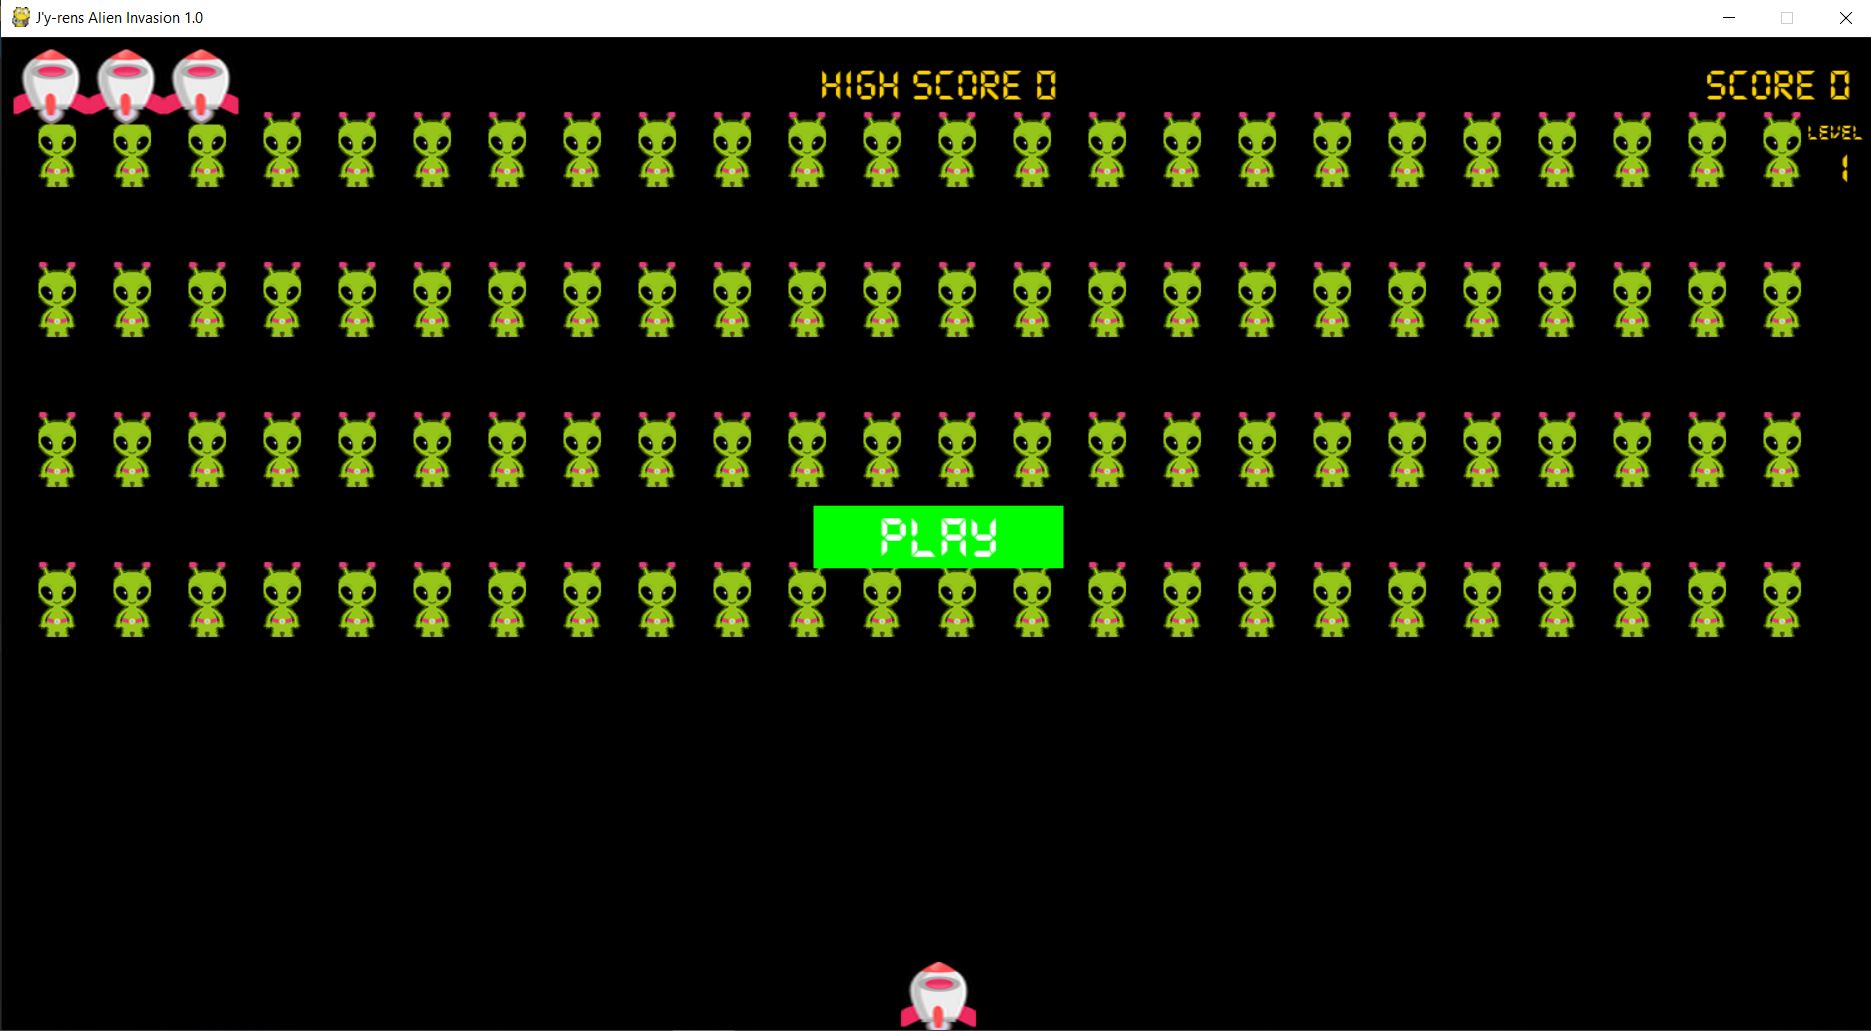 J'y-rens Alien Invasion 1.0
HIGH SCORE 0
SCORE 0
LEVEL
1
PLAY